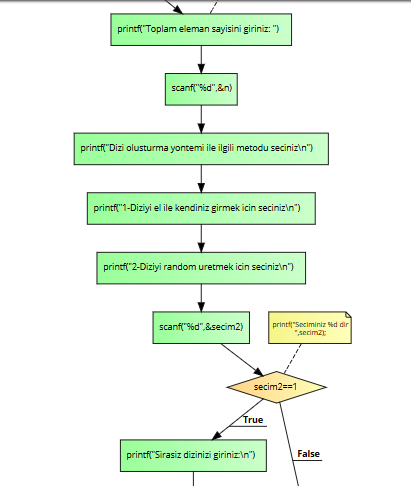 printf("Toplam eleman sayisini giriniz: ")
scanf("%d",&n)
printf("Dizi olusturma yontemi ile ilgili metodu seciniz\n")
printf("1-Diziyi el ile kendiniz girmek icin seciniz\n")
printf("2-Diziyi random uretmek icin seciniz\n")
scanf("%d",&secim2)
printf("Seciminiz %d dir
",secim2);
secim2==1
True
False
printf("Sirasiz dizinizi giriniz:\n")